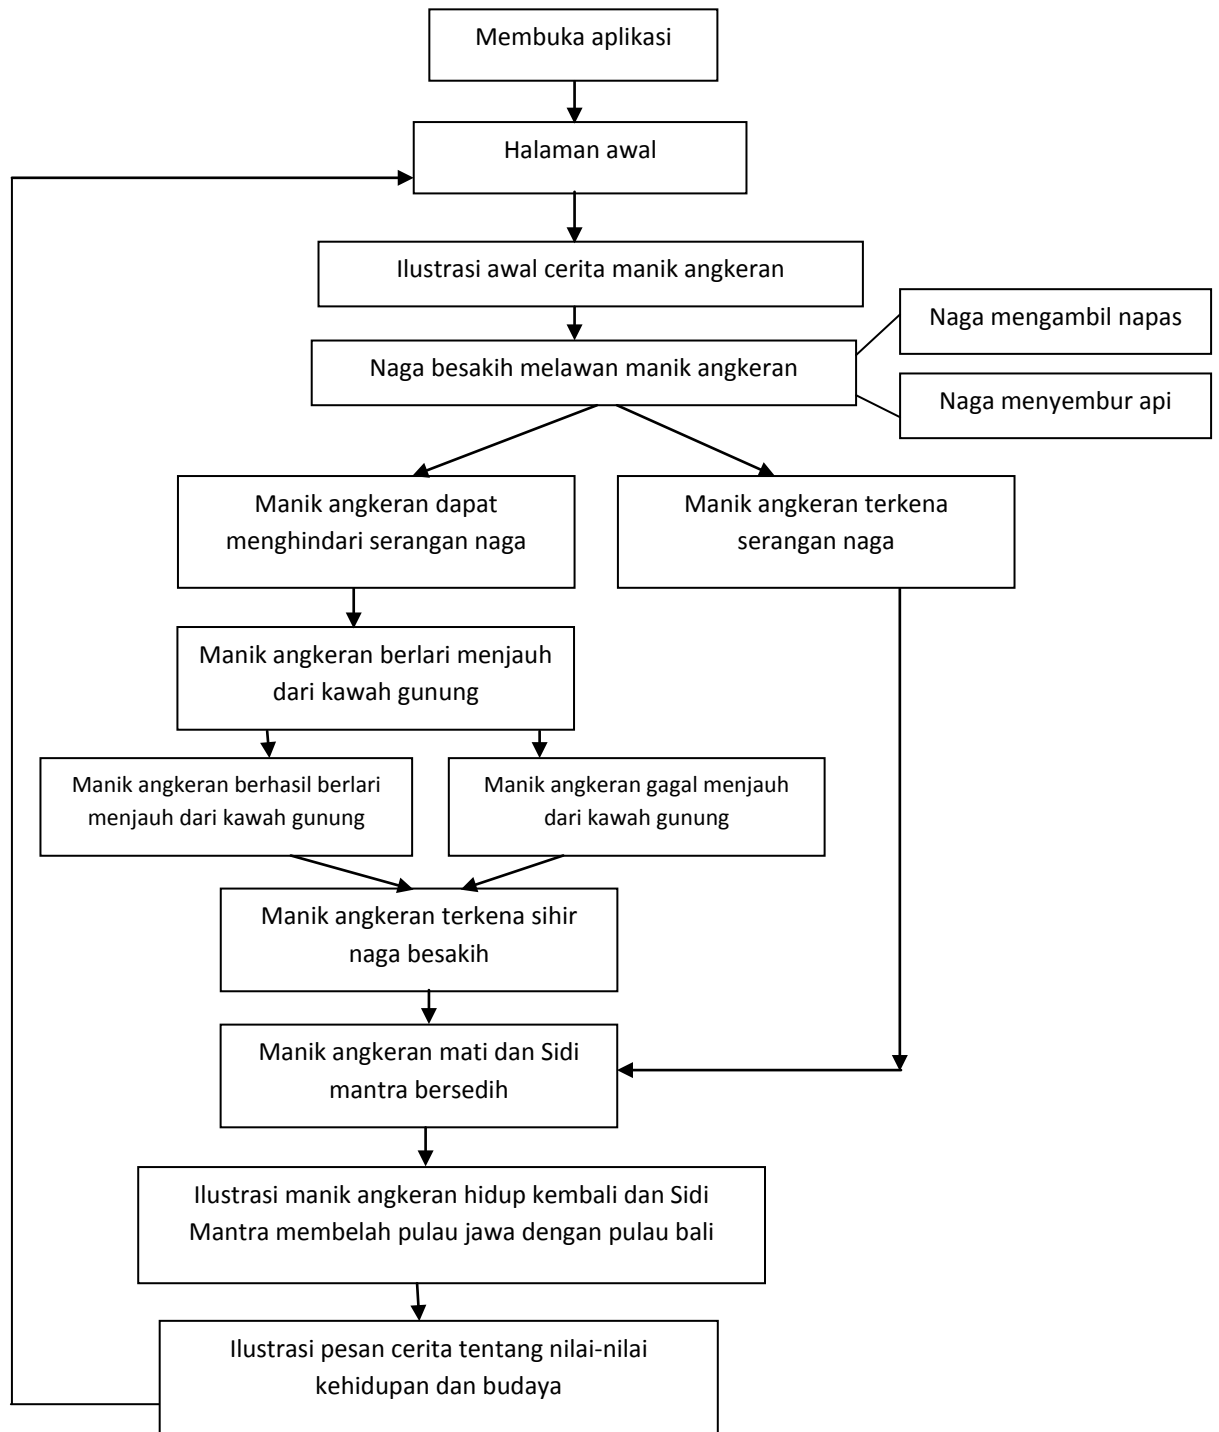 Membuka aplikasi
Halaman awal
Ilustrasi awal cerita manik angkeran
Naga mengambil napas
Naga besakih melawan manik angkeran
Naga menyembur api
Manik angkeran dapat
menghindari serangan naga
Manik angkeran terkena
serangan naga
Manik angkeran berlari menjauh
dari kawah gunung
Manik angkeran berhasil berlari
menjauh dari kawah gunung
Manik angkeran gagal menjauh
dari kawah gunung
Manik angkeran terkena sihir
naga besakih
Manik angkeran mati dan Sidi
mantra bersedih
Ilustrasi manik angkeran hidup kembali dan Sidi
Mantra membelah pulau jawa dengan pulau bali
Ilustrasi pesan cerita tentang nilai-nilai
kehidupan dan budaya